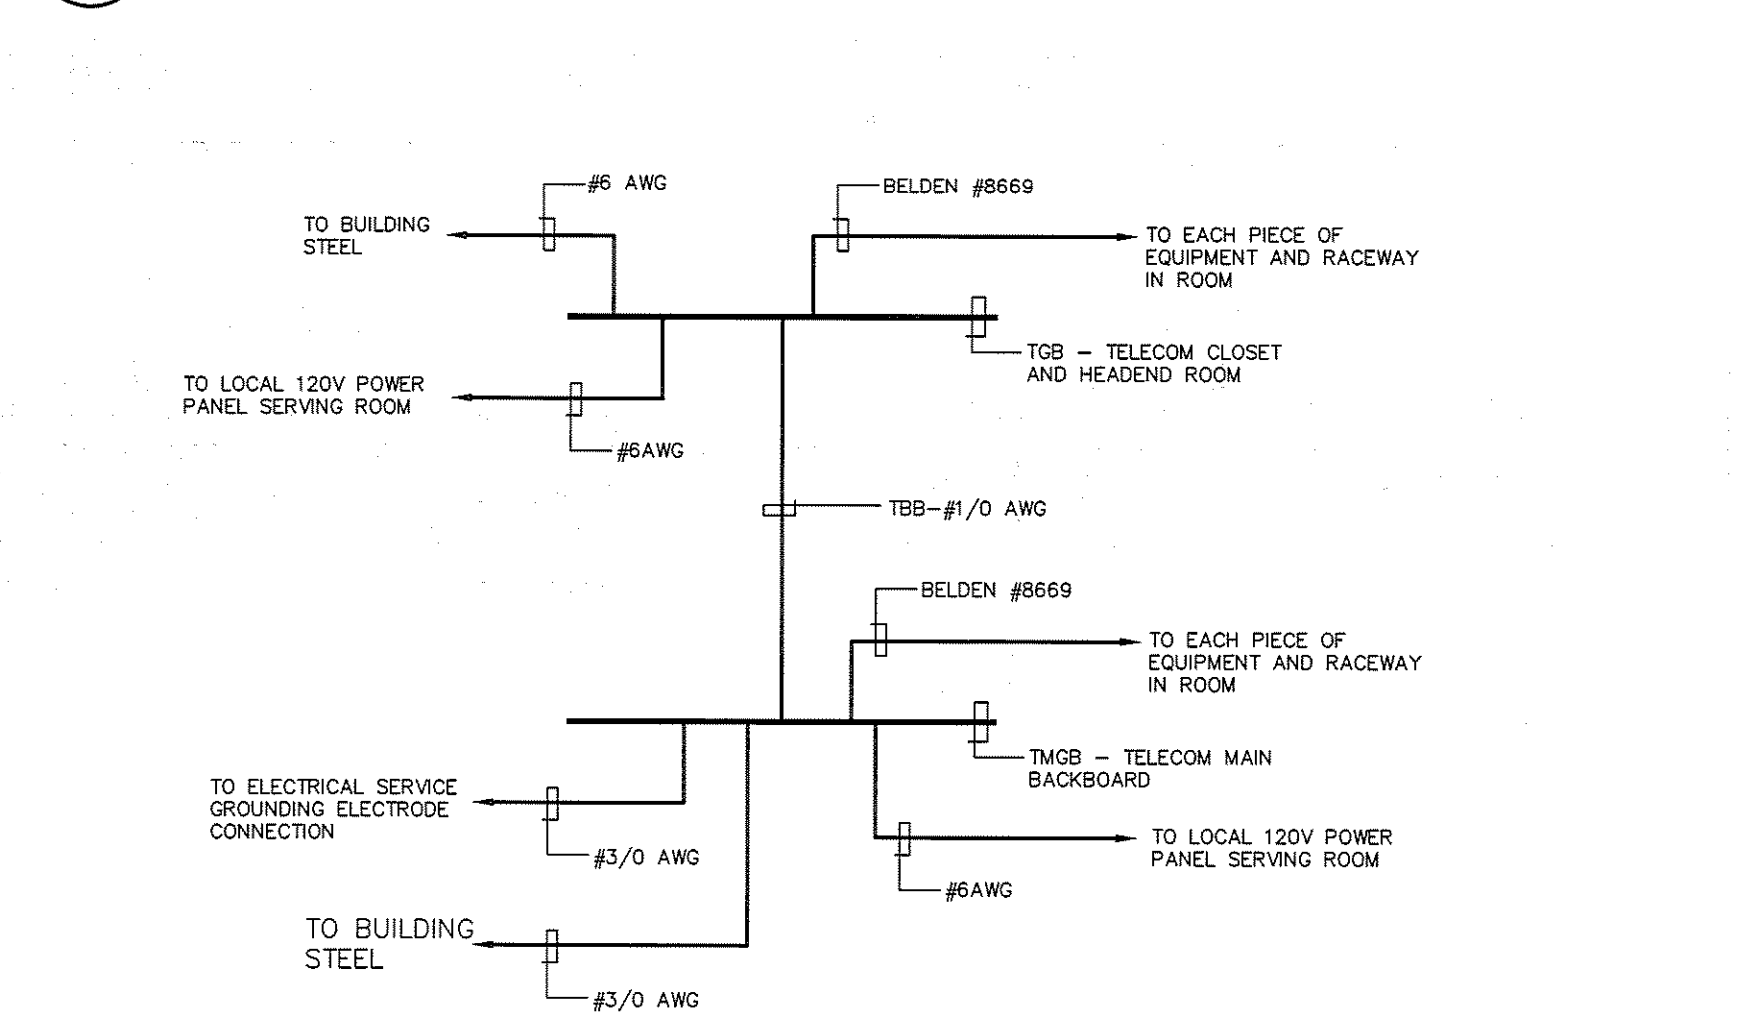 #6 AWG
BELDEN #8669
TO BUILDING
STEEL
TO EACH PIECE OF
EQUIPMENT AND RACEWAY
IN ROOM
TGB - TELECOM CLOSET
AND HEADEND ROOM
TO LOCAL 120V POWER
PANEL SERVING ROOM
#6AWG
TBB-#1/0 AWG
BELDEN #8669
TO EACH PIECE OF
EQUIPMENT AND RACEWAY
IN ROOM
TMGB - TELECOM MAIN
BACKBOARD
TO ELECTRICAL SERVICE
GROUNDING ELECTRODE
CONNECTION
#3/0 AWG
TO LOCAL 120V POWER
PANEL SERVING ROOM
#6AWG
TO BUILDING
STEEL
#3/0 AWG